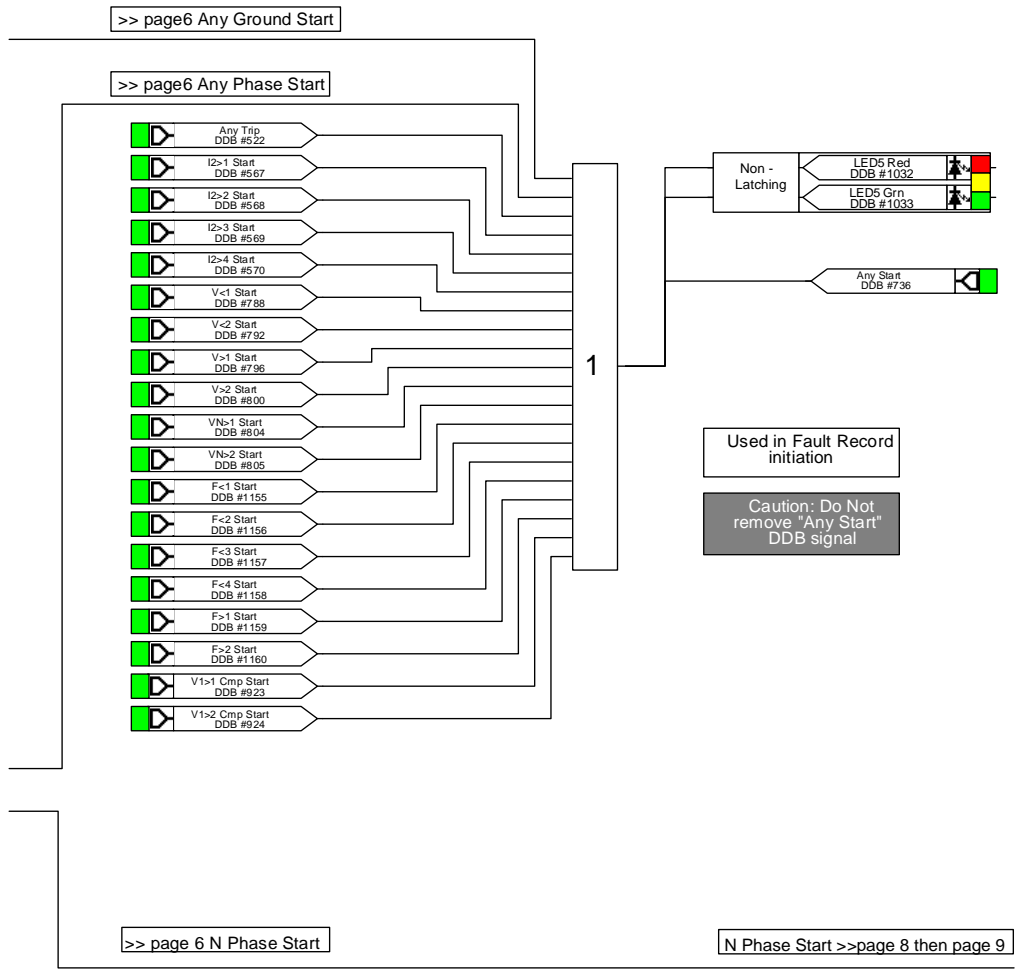 >> page6 Any Ground Start
>> page6 Any Phase Start
Any Trip
DDB #522
I2>1 Start
DDB #567
I2>2 Start
DDB #568
I2>3 Start
DDB #569
I2>4 Start
DDB #570
V<1 Start
DDB #788
V<2 Start
DDB #792
V>1 Start
DDB #796
V>2 Start
DDB #800
VN>1 Start
DDB #804
VN>2 Start
DDB #805
F<1 Start
DDB #1155
F<2 Start
DDB #1156
F<3 Start
DDB #1157
F<4 Start
DDB #1158
F>1 Start
DDB #1159
F>2 Start
DDB #1160
V1>1 Cmp Start
DDB #923
V1>2 Cmp Start
DDB #924
1
Non -
Latching
LED5 Red
DDB #1032
LED5 Grn
DDB #1033
Any Start
DDB #736
Used in Fault Record
initiation
Caution: Do Not
remove "Any Start"
DDB signal
>> page 6 N Phase Start
N Phase Start >>page 8 then page 9